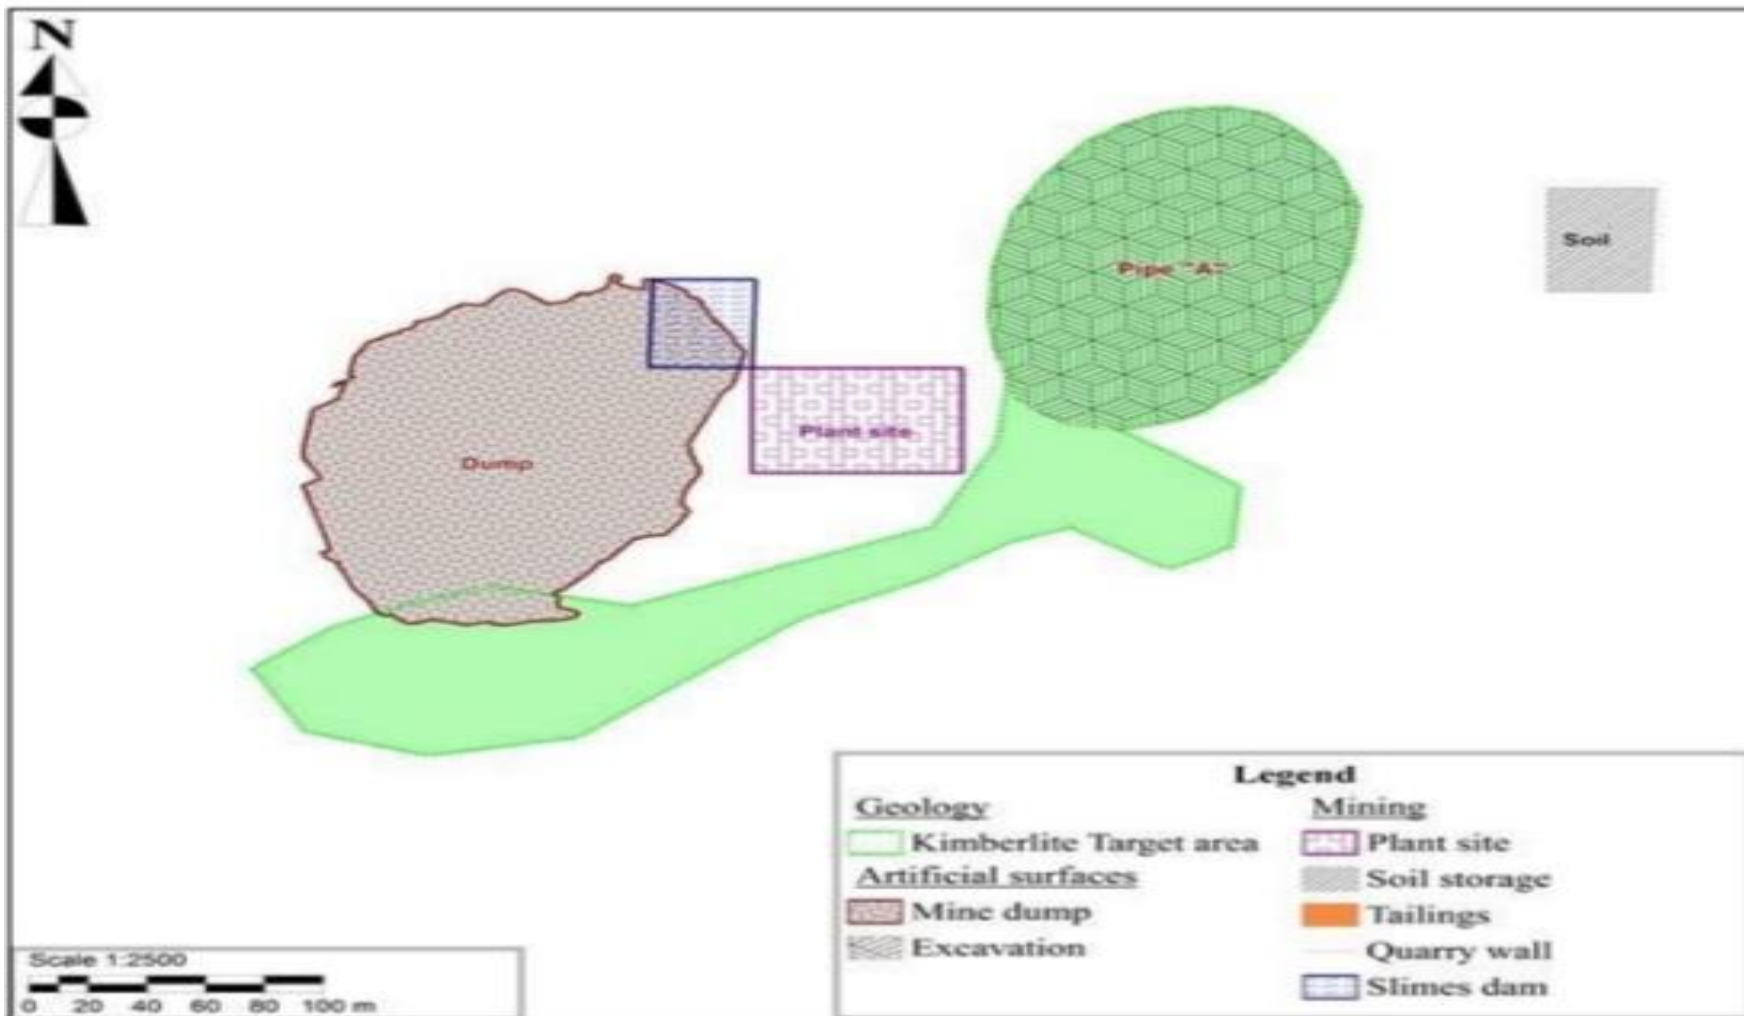 N
Soil
Pipe "A"
Plant site
Dump
Legend
Geology
Kimberlite Target area
Artificial surfaces
Mine dump
Excavation
Mining
Plant site
Soil storage
Tailings
Quarry wall
Slimes dam
Scale 1:2500
0 20 40 60 80 100 m